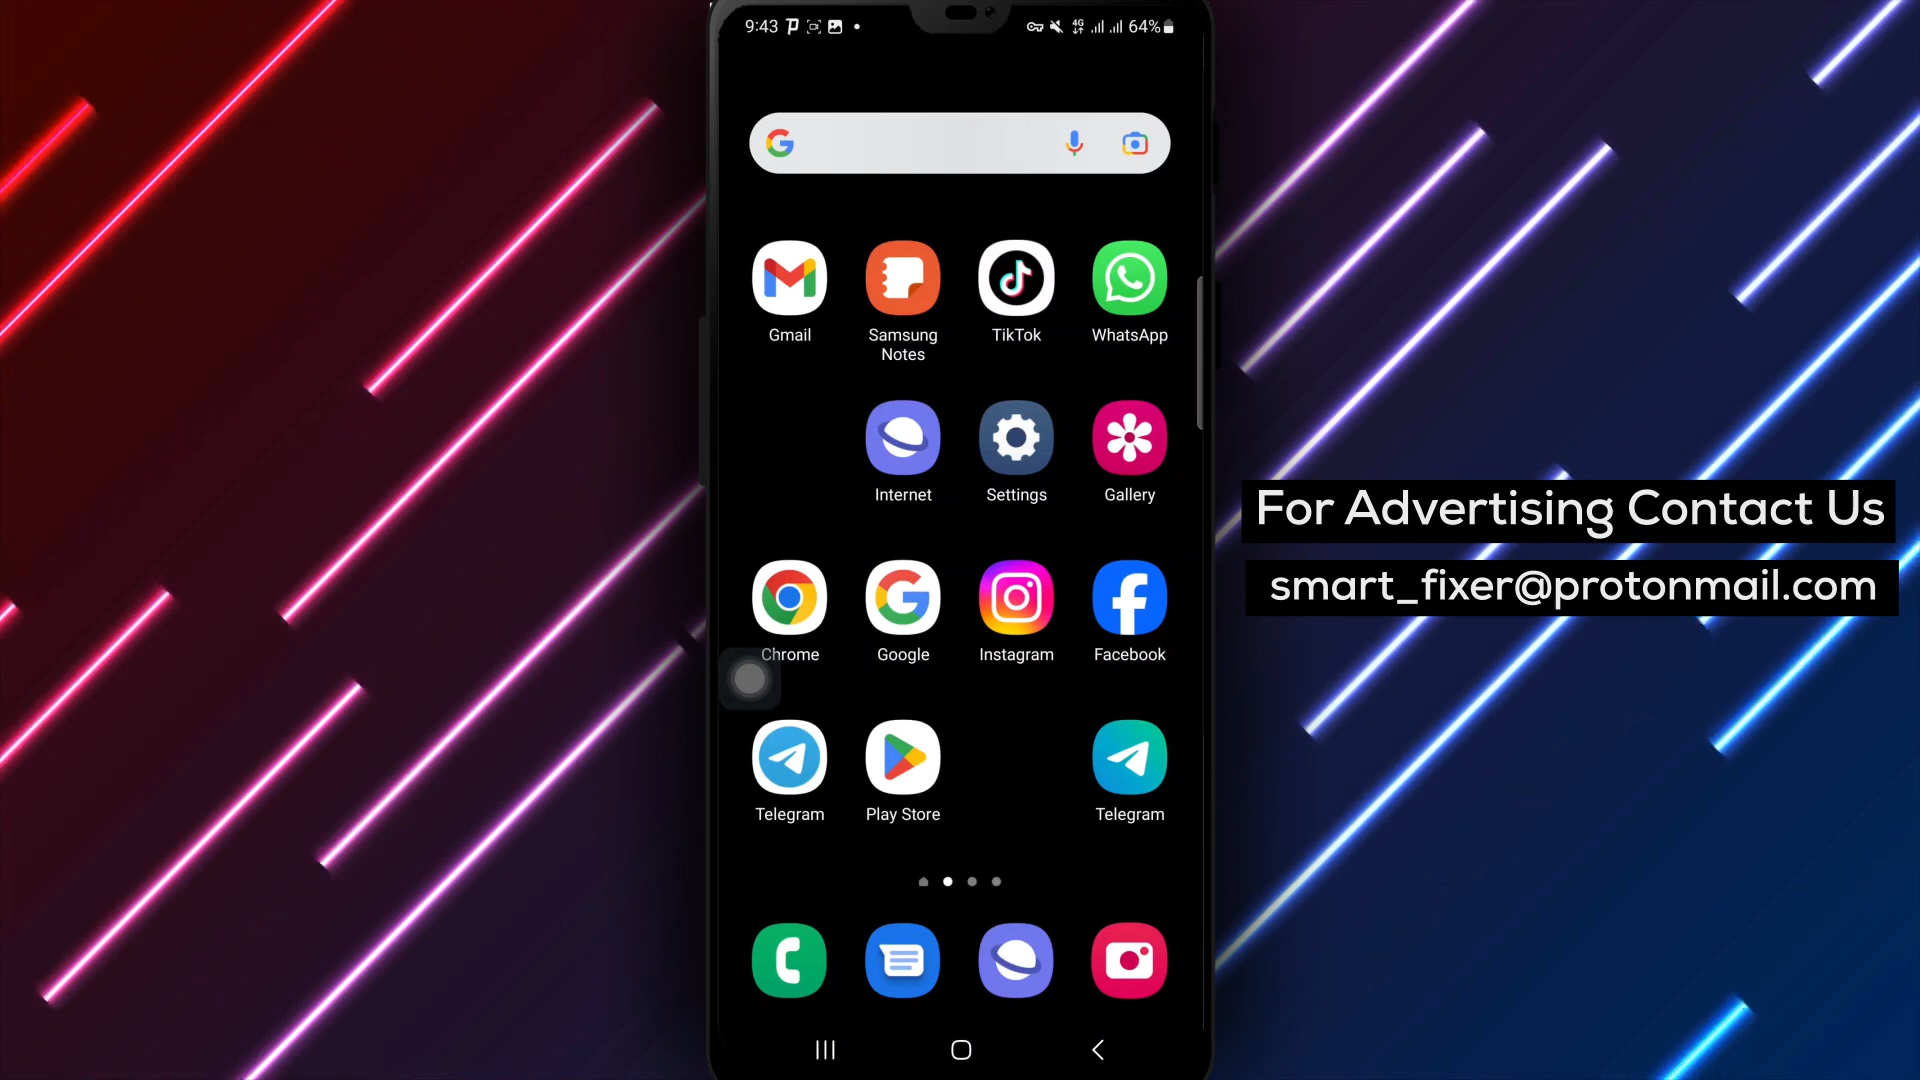 9:43
4G
64%
Gmail
Samsung
Notes
TikTok
WhatsApp
Internet
Settings
Gallery
Chrome
Google
Instagram
Facebook
Telegram
Play Store
Telegram
For Advertising Contact Us
smart_fixer@protonmail.com